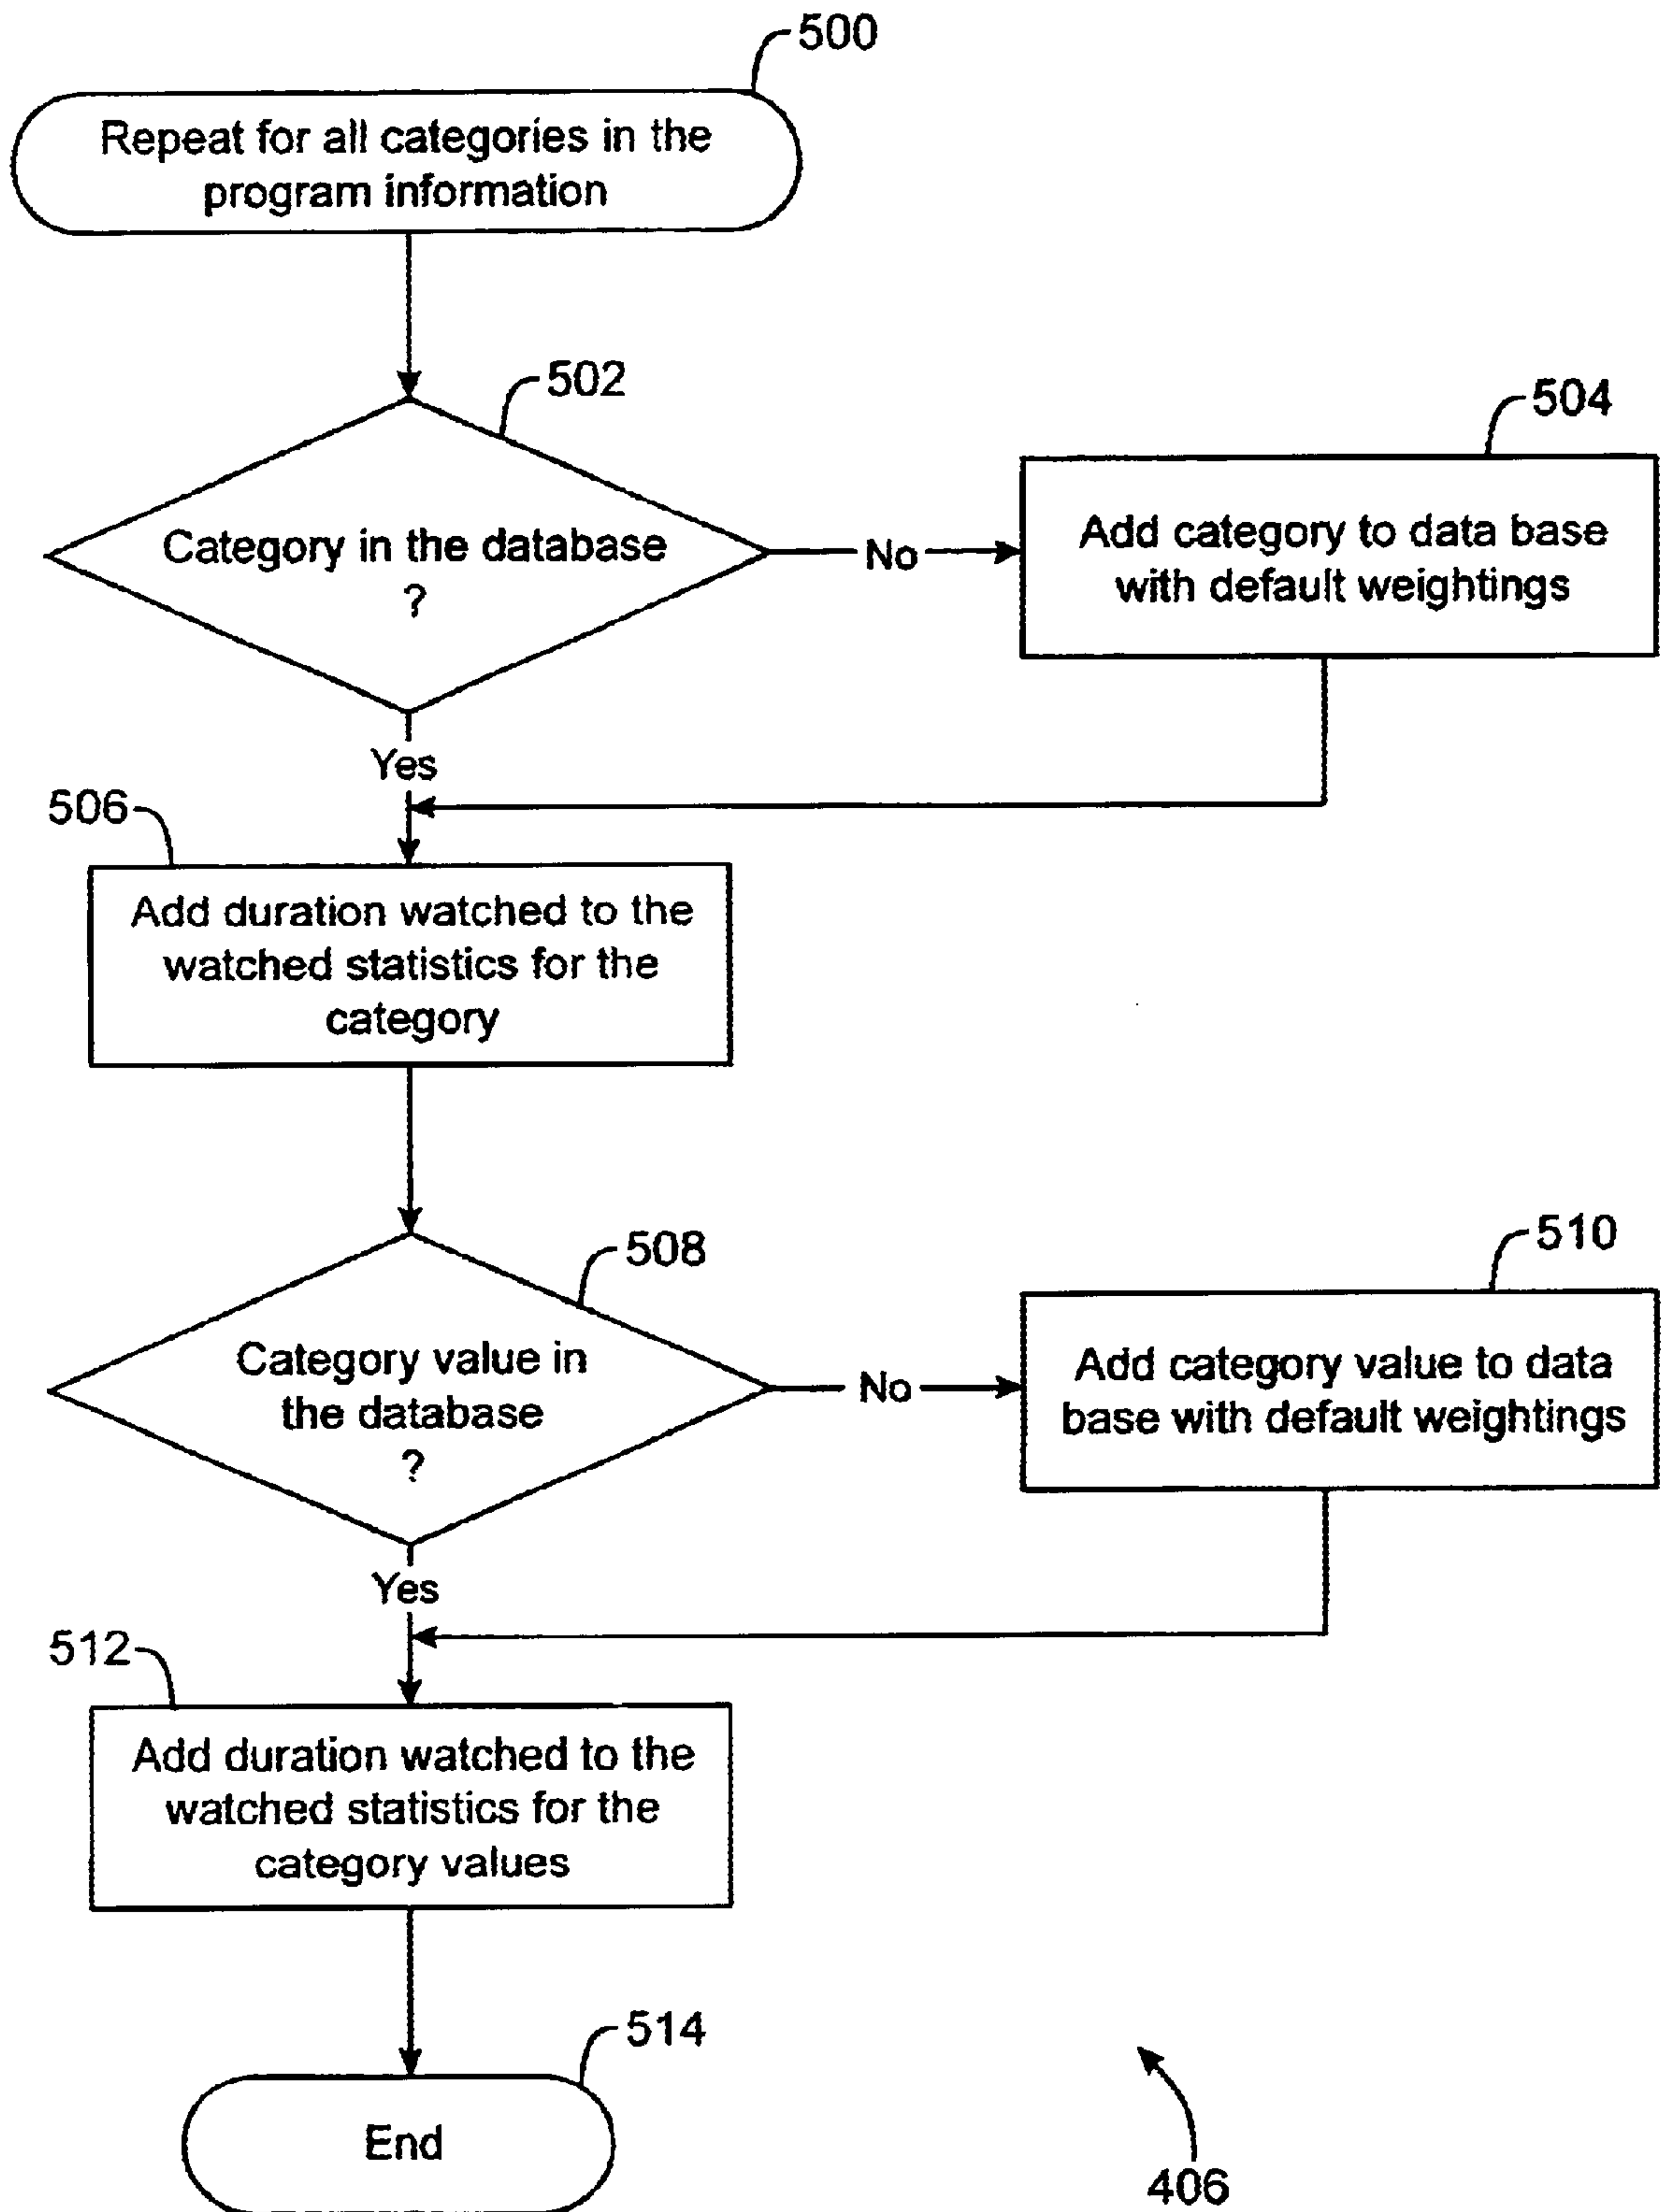 500
Repeat for all categories in the
program information
502
Category in the database
?
No
504
Add category to data base
with default weightings
Yes
506
Add duration watched to the
watched statistics for the
category
508
Category value in
the database
?
No
510
Add category value to data
base with default weightings
Yes
512
Add duration watched to the
watched statistics for the
category values
514
End
406